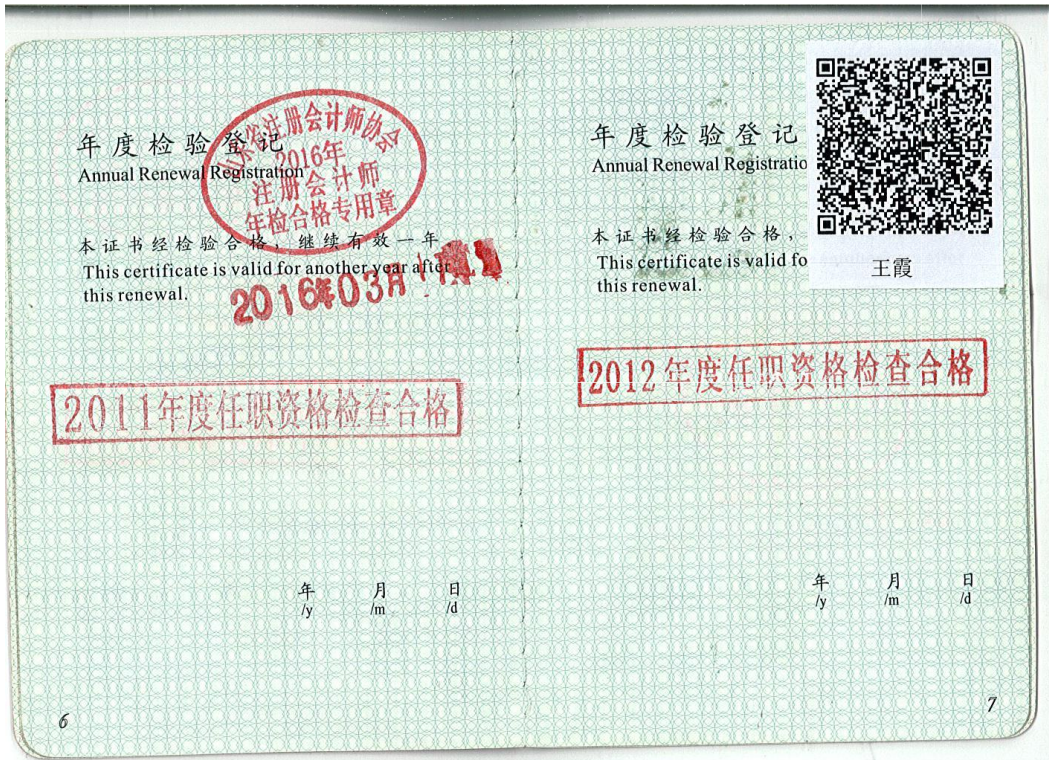 年度检验登记
Annual Renewal Registration
山东省注册会计师协会
2016年
注册会计师
年检合格专用章
本证书经检验合格，继续有效一年
This certificate is valid for another year after
this renewal.
2016年03月
2011年度任职资格检查合格
年 月 日
/y /m /d
6
年度检验登记
Annual Renewal Registratio
本证书经检验合格，
This certificate is valid fo
this renewal.
王霞
2012年度任职资格检查合格
年 月 日
/y /m /d
7